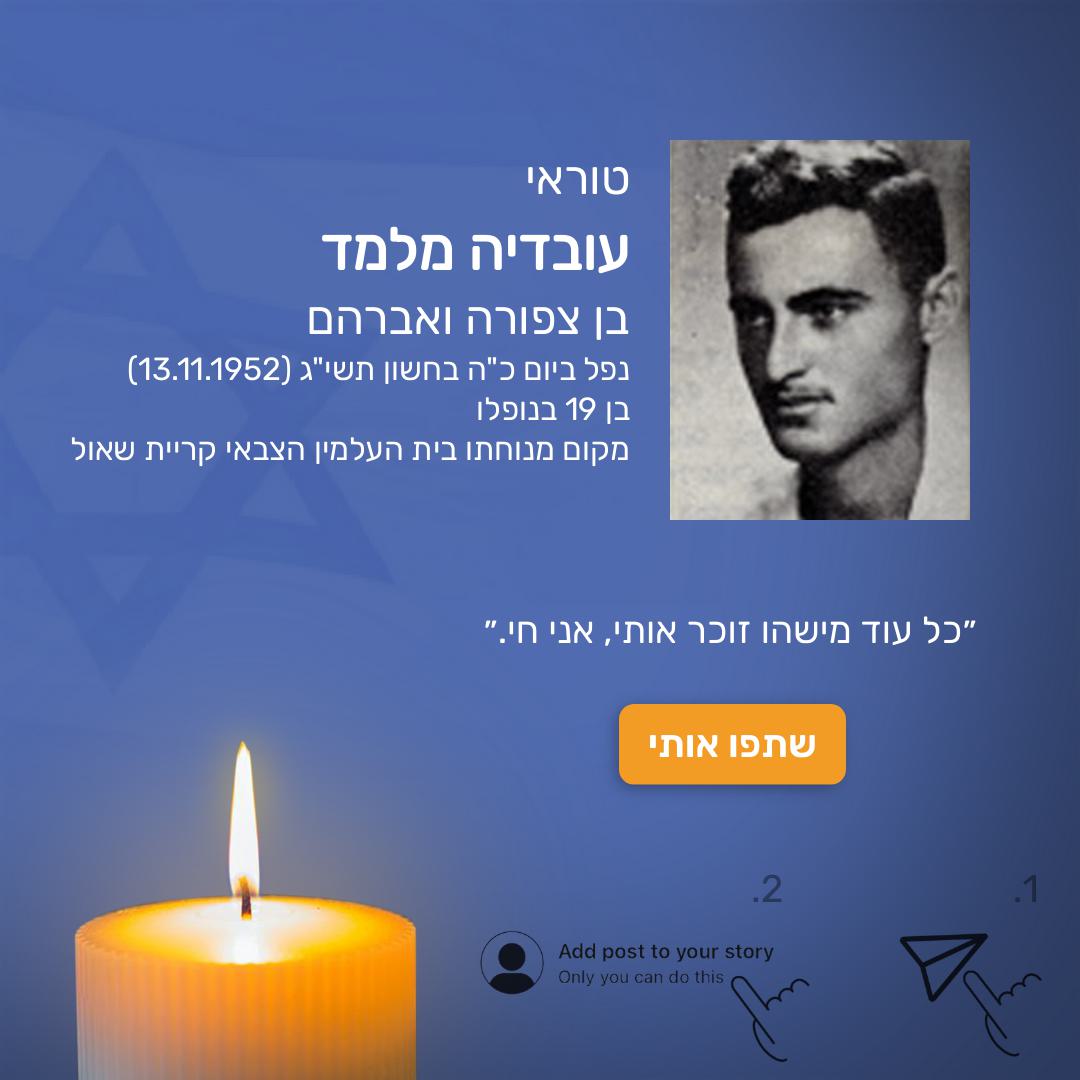 טוראי
עובדיה מלמד
בן צפורה ואברהם
נפל ביום כ"ה בחשון תשי"ג (13.11.1952)
בן 19 בנופלו
מקום מנוחתו בית העלמין הצבאי קריית שאול
״כל עוד מישהו זוכר אותי, אני חי.״
שתפו אותי
1.
2.
Add post to your story
Only you can do this